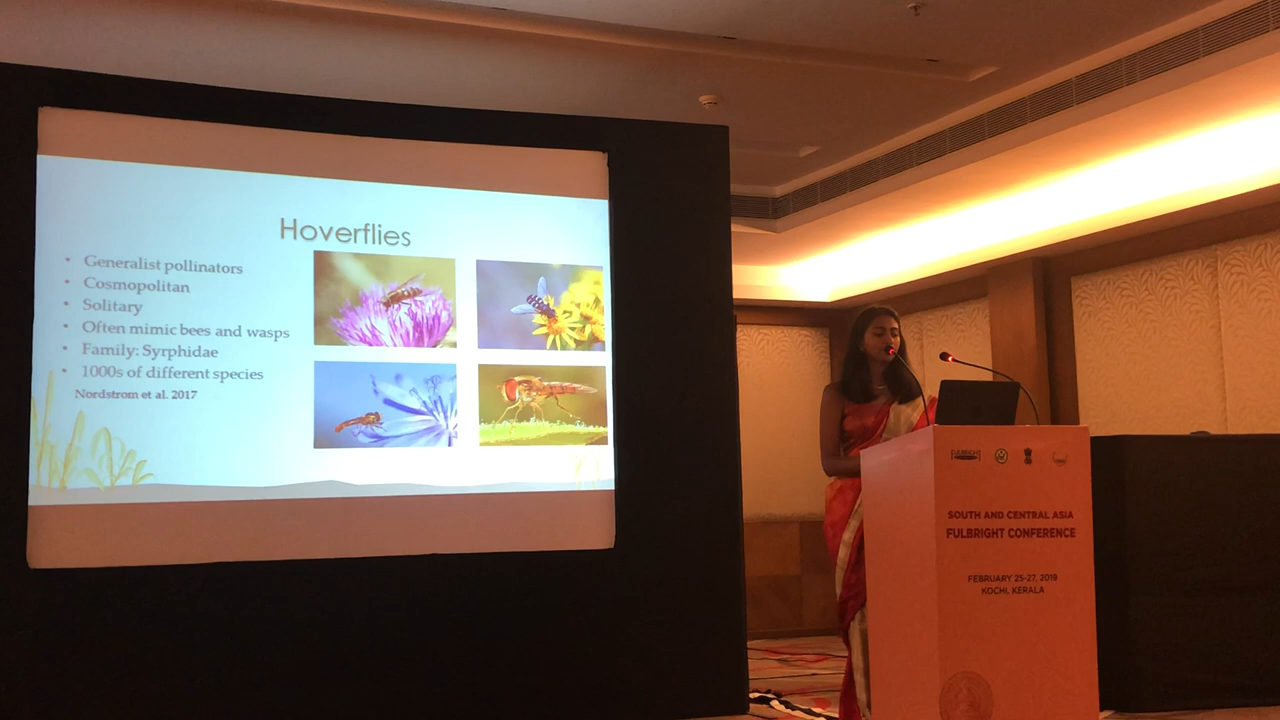 Hoverflies
• Generalist pollinators
• Cosmopolitan
• Solitary
• Often mimic bees and wasps
• Family: Syrphidae
• 1000s of different species
Nordstrom et al. 2017
FULBRIGHT
SOUTH AND CENTRAL ASIA
FULBRIGHT CONFERENCE
FEBRUARY 25-27, 2019
KOCHI, KERALA